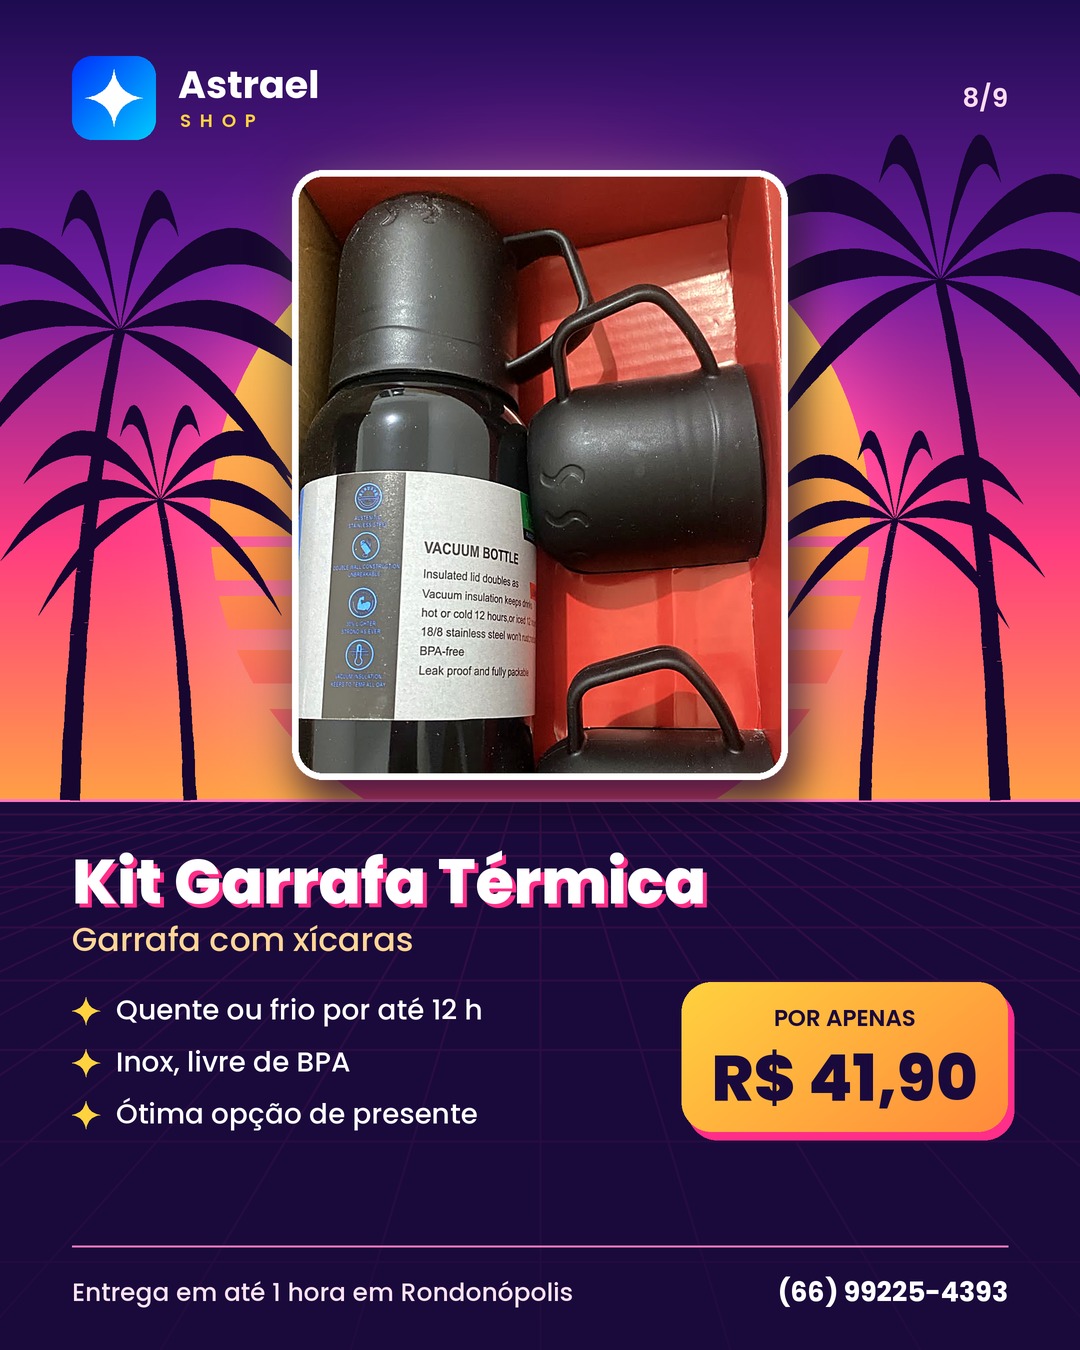 Astrael
SHOP
8/9
VACUUM BOTTLE
Insulated lid doubles as
Vacuum insulation keeps
hot or cold 12 hours,or iced
18/8 stainless steel won't
BPA-free
Leak proof and fully packable
Kit Garrafa Térmica
Garrafa com xícaras
Quente ou frio por até 12 h
Inox, livre de BPA
Ótima opção de presente
POR APENAS
R$ 41,90
Entrega em até 1 hora em Rondonópolis
(66) 99225-4393